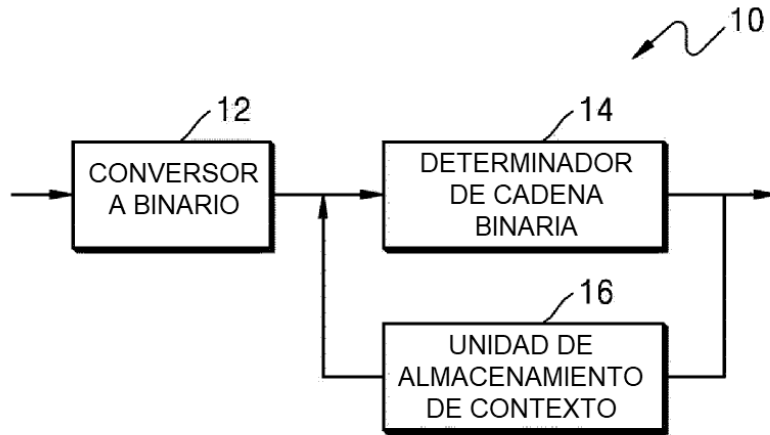 10
12
CONVERSOR
A BINARIO
14
DETERMINADOR
DE CADENA
BINARIA
16
UNIDAD DE
ALMACENAMIENTO
DE CONTEXTO